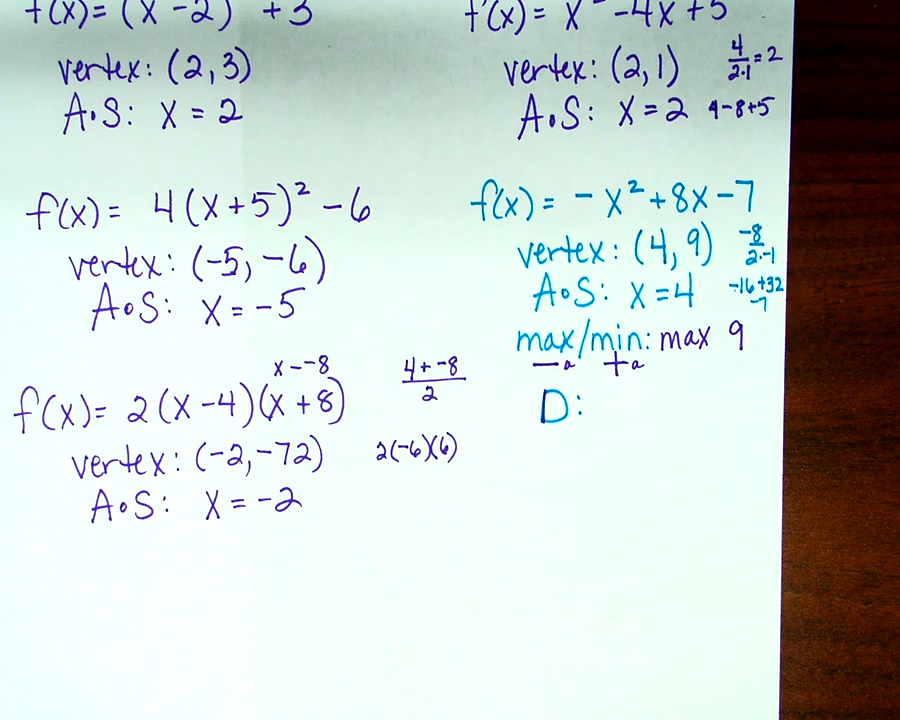 f(x) = (x - 2) + 3
vertex: (2, 3)
A.S: x = 2
f(x) = 4(x + 5)² - 6
vertex: (-5, -6)
A.S: x = -5
x - -8
f(x) = 2(x - 4)(x + 8)
4 + -8 / 2
vertex: (-2, -72)
2(-6)(6)
A.S: x = -2
f(x) = x - 4x + 5
vertex: (2, 1)
4 / 2·1 = 2
A.S: x = 2
4 - 8 + 5
f(x) = -x² + 8x - 7
vertex: (4, 9)
-8 / 2·-1
A.S: x = 4
-16 + 32
-7
max/min: max 9
-a +a
D: